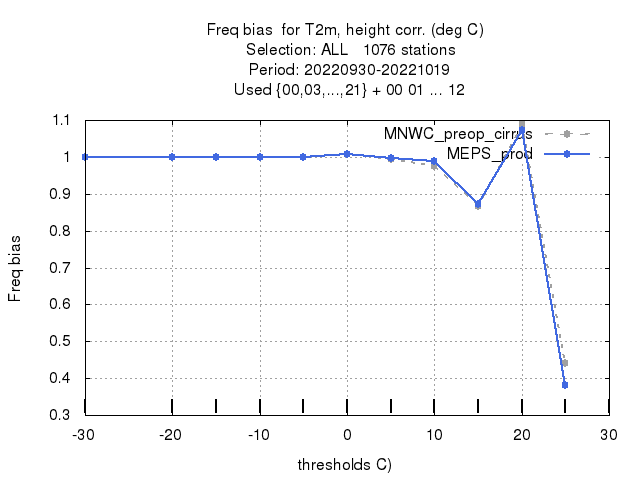 Freq bias  for T2m, height corr. (deg C)
Selection: ALL   1076 stations
Period: 20220930-20221019
Used {00,03,...,21} + 00 01 ... 12
MNWC_preop_cirrus
MEPS_prod
1.1
1
0.9
0.8
0.7
0.6
0.5
0.4
0.3
Freq bias
-30
-20
-10
0
10
20
30
thresholds C)